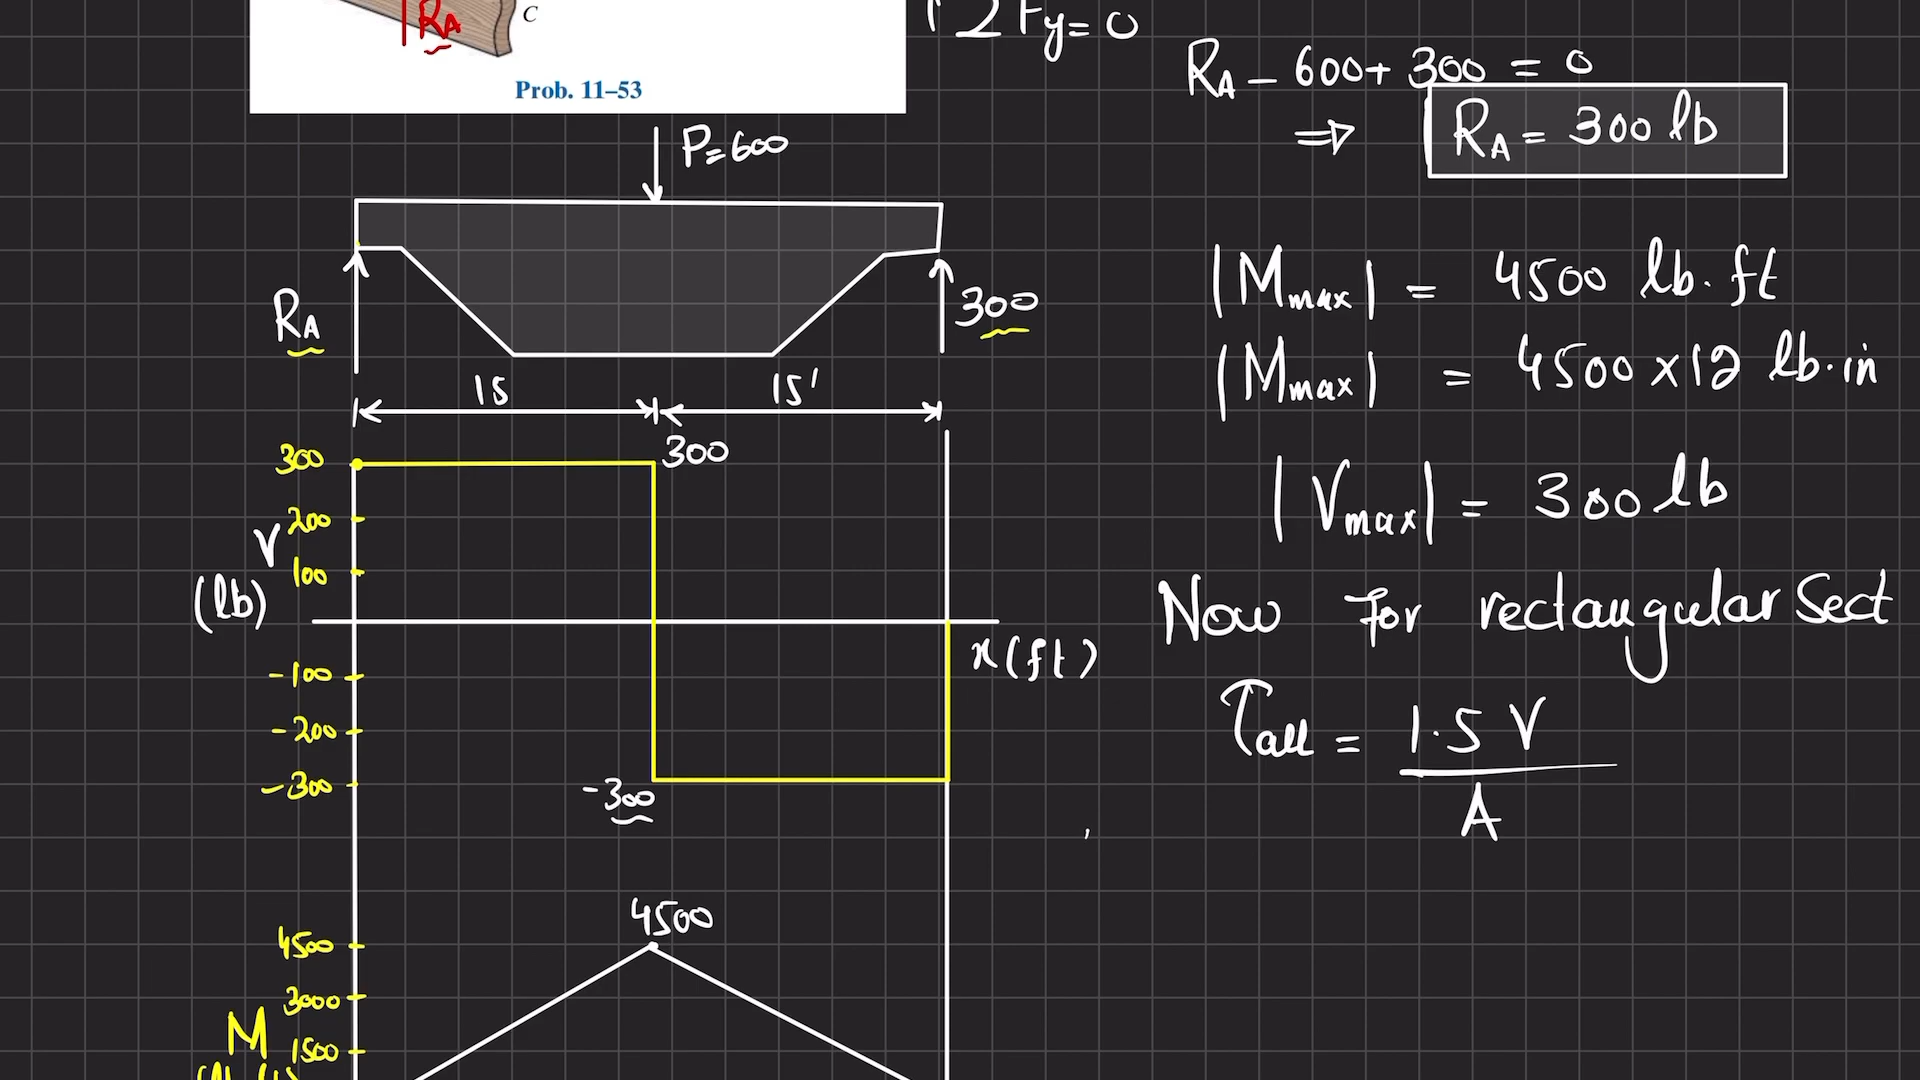 C
RA
Prob. 11–53
ΣFy = 0
RA – 600 + 300 = 0
⇒ RA = 300 lb
P = 600
RA
300
15
15'
|Mmax| = 4500 lb·ft
|Mmax| = 4500 × 12 lb·in
|Vmax| = 300 lb
Now For rectangular Sect
τall = 1.5 V
A
300
300
200
V
100
(lb)
x (ft)
-100
-200
-300
-300
4500
4500
3000
M
1500